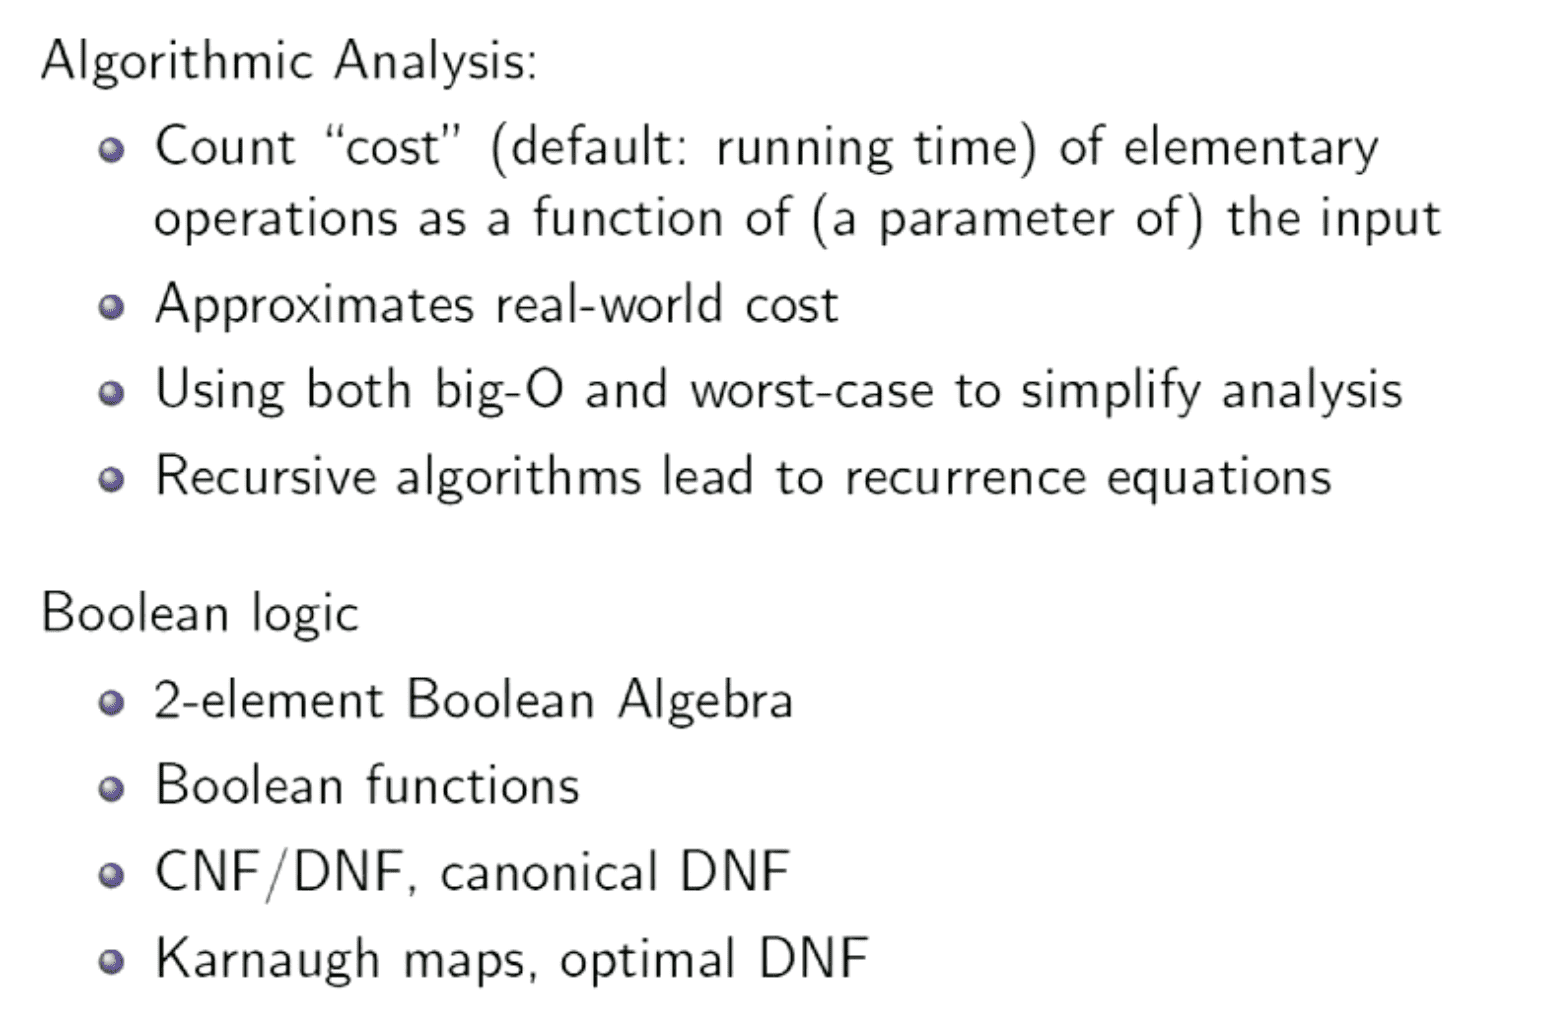 Algorithmic Analysis:
Count “cost” (default: running time) of elementary
operations as a function of (a parameter of) the input
Approximates real-world cost
Using both big-O and worst-case to simplify analysis
Recursive algorithms lead to recurrence equations
Boolean logic
2-element Boolean Algebra
Boolean functions
CNF/DNF, canonical DNF
Karnaugh maps, optimal DNF